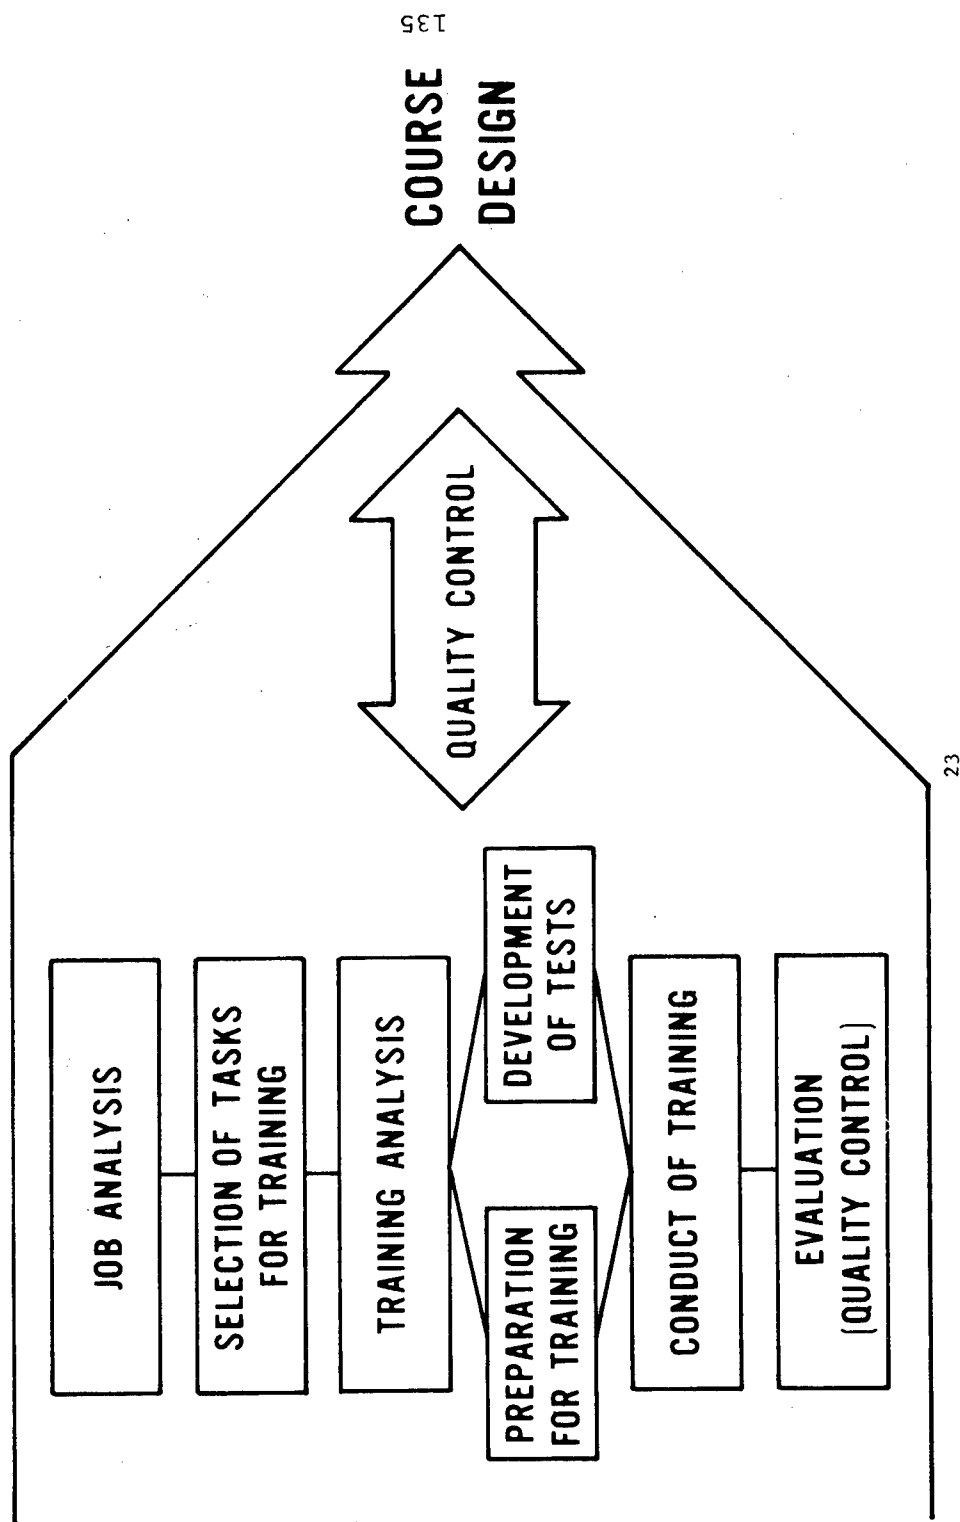 JOB ANALYSIS
SELECTION OF TASKS
FOR TRAINING
TRAINING ANALYSIS
PREPARATION
FOR TRAINING
DEVELOPMENT
OF TESTS
CONDUCT OF TRAINING
EVALUATION
(QUALITY CONTROL)
QUALITY CONTROL
COURSE
DESIGN
23
135